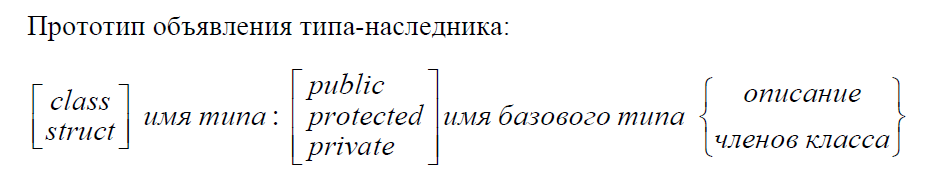 Прототип объявления типа-наследника:
class
struct
имя типа :
public
protected
private
имя базового типа
описание
членов класса